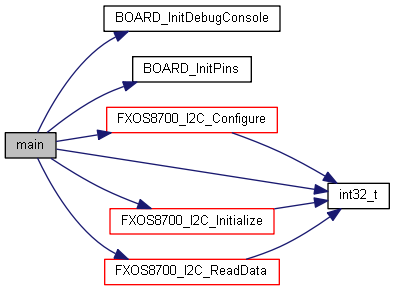 BOARD_InitDebugConsole
BOARD_InitPins
FXOS8700_I2C_Configure
main
int32_t
FXOS8700_I2C_Initialize
FXOS8700_I2C_ReadData